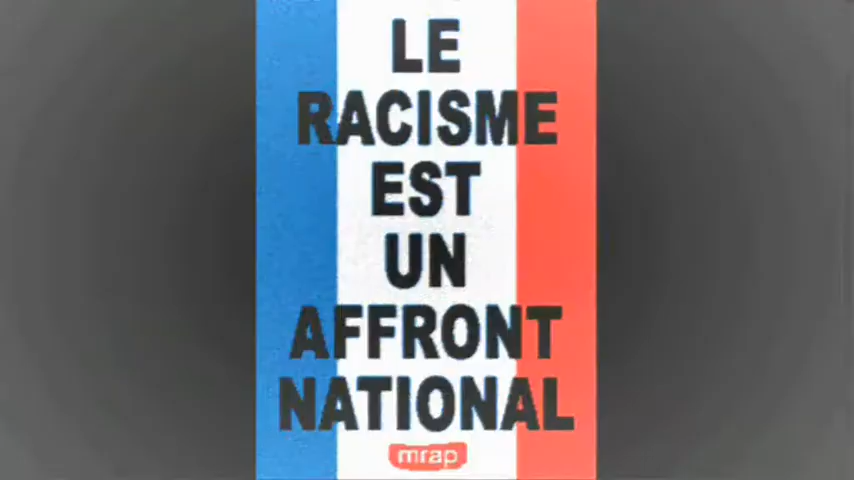 LE
RACISME
EST
UN
AFFRONT
NATIONAL
mrap